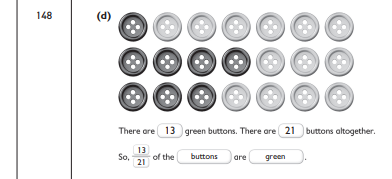 148 (d)
There are 13 green buttons. There are 21 buttons altogether.
So, 13/21 of the buttons are green.